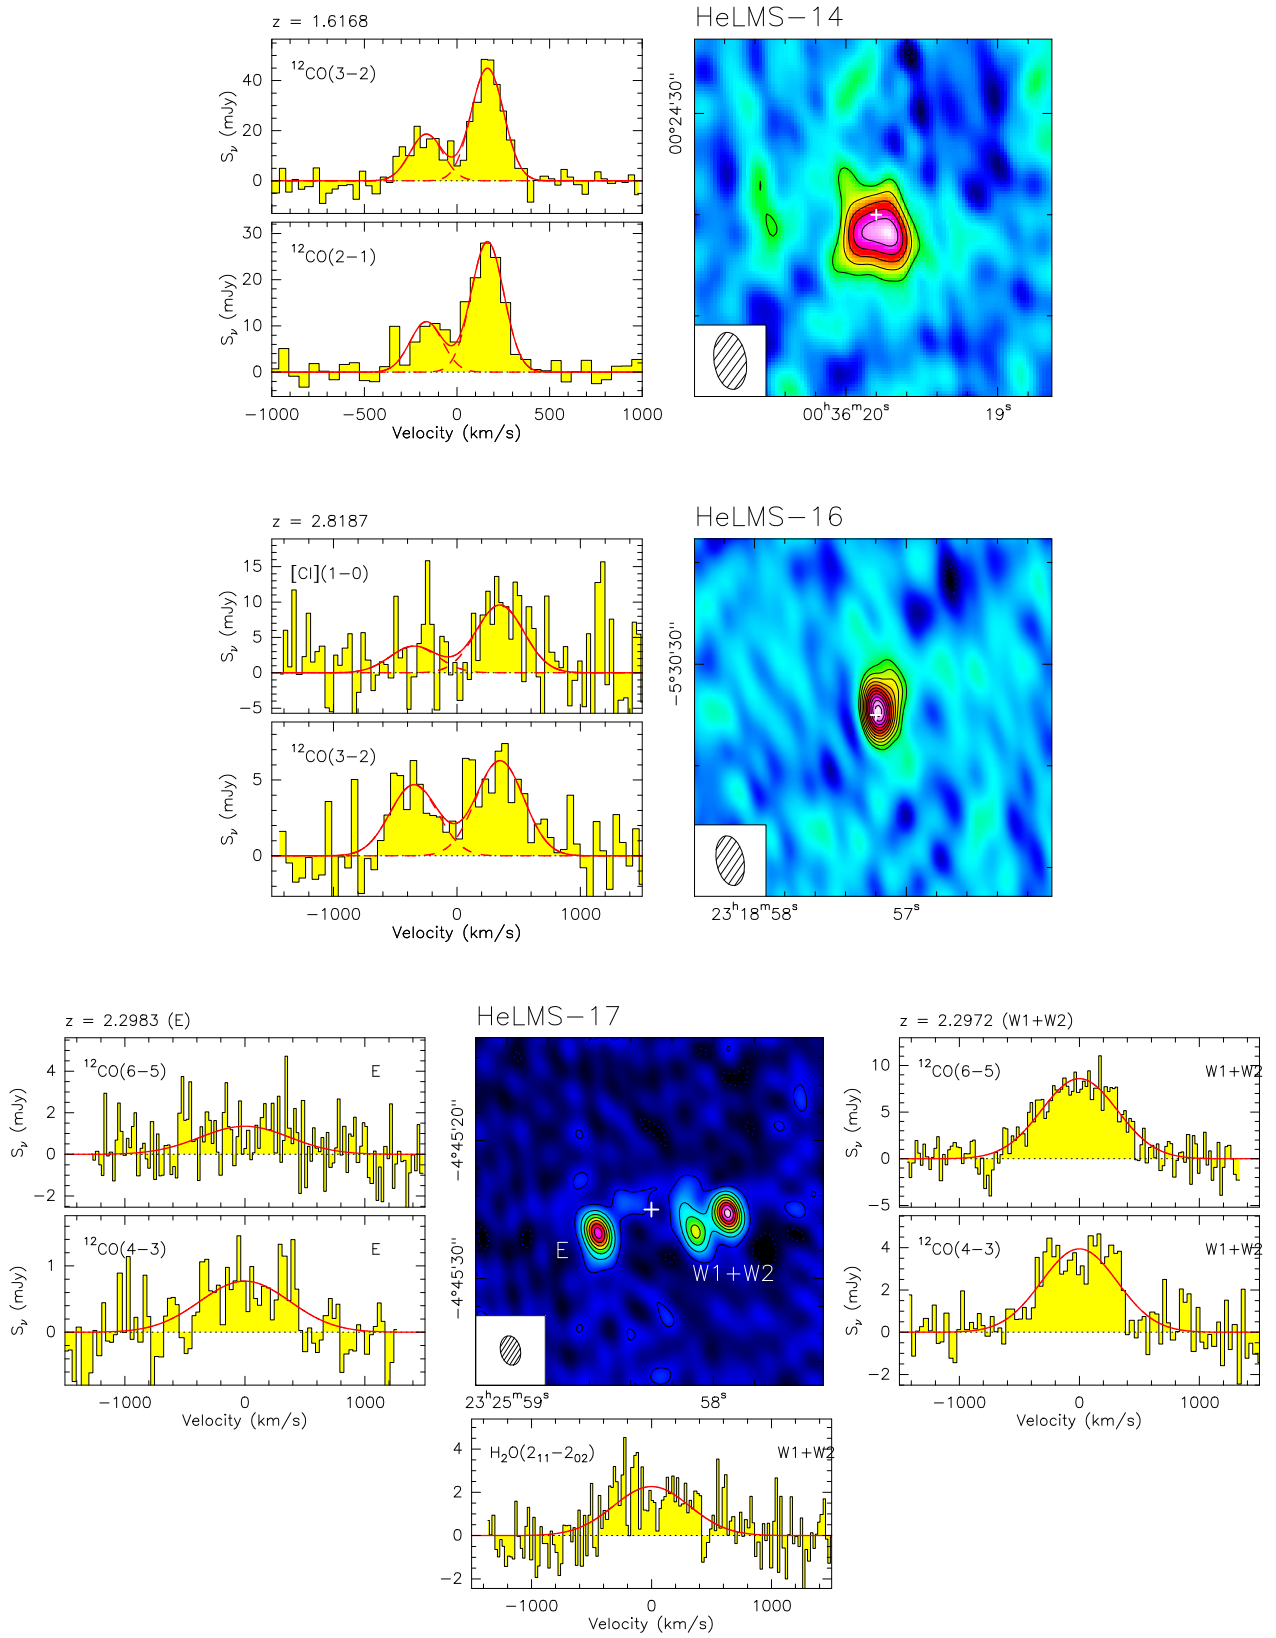 z = 1.6168
HeLMS−14
¹²CO(3−2)
40
20
0
S_ν (mJy)
¹²CO(2−1)
30
20
10
0
S_ν (mJy)
−1000 −500 0 500 1000
Velocity (km/s)
00°24'30"
00ʰ36ᵐ20ˢ 19ˢ
z = 2.8187
HeLMS−16
[CI](1−0)
15
10
5
0
−5
S_ν (mJy)
¹²CO(3−2)
5
0
S_ν (mJy)
−1000 0 1000
Velocity (km/s)
−5°30'30"
23ʰ18ᵐ58ˢ 57ˢ
z = 2.2983 (E)
HeLMS−17
z = 2.2972 (W1+W2)
¹²CO(6−5) E
4
2
0
−2
S_ν (mJy)
¹²CO(4−3) E
1
0
S_ν (mJy)
−1000 0 1000
Velocity (km/s)
−4°45'20"
−4°45'30"
E
W1+W2
23ʰ25ᵐ59ˢ 58ˢ
¹²CO(6−5) W1+W2
10
5
0
−5
S_ν (mJy)
¹²CO(4−3) W1+W2
4
2
0
−2
S_ν (mJy)
−1000 0 1000
Velocity (km/s)
H₂O(2₁₁−2₀₂) W1+W2
4
2
0
−2
S_ν (mJy)
−1000 0 1000
Velocity (km/s)